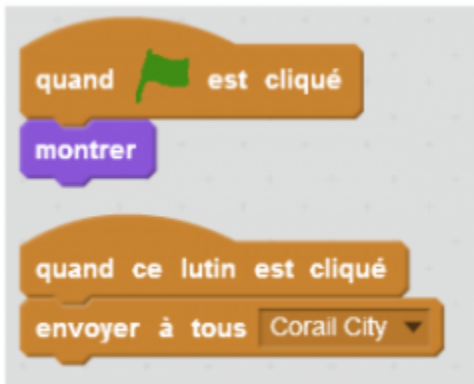 quand est cliqué
montrer
quand ce lutin est cliqué
envoyer à tous Corail City